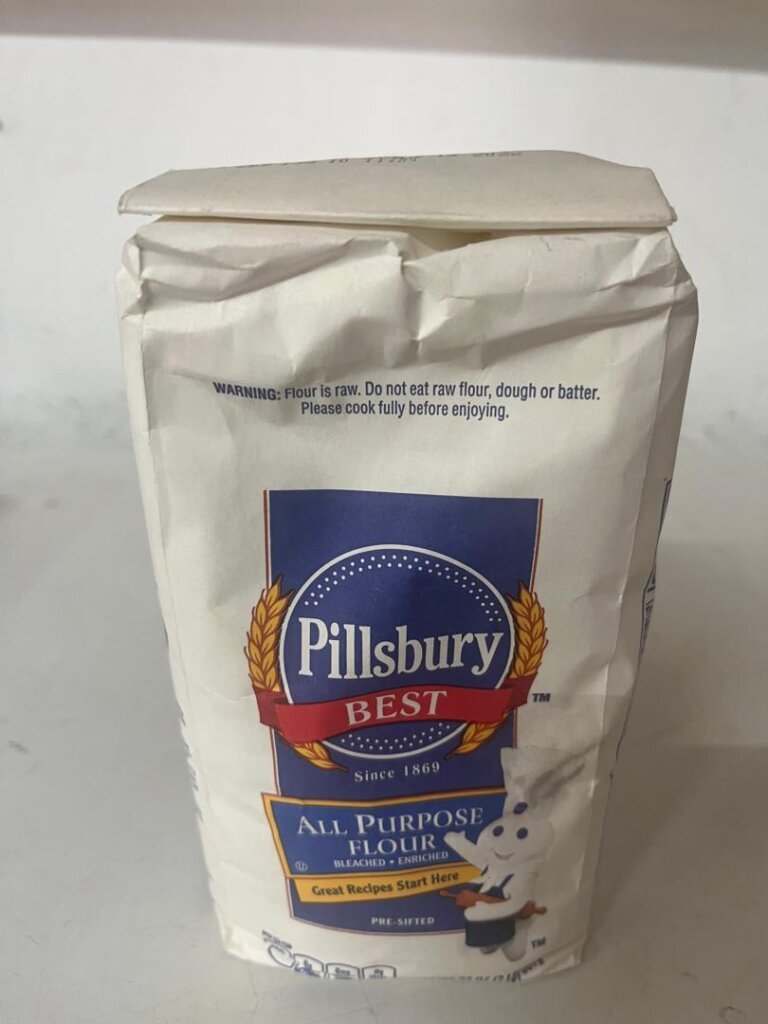 WARNING: Flour is raw. Do not eat raw flour, dough or batter.
Please cook fully before enjoying.
Pillsbury
BEST
TM
Since 1869
ALL PURPOSE
FLOUR
BLEACHED • ENRICHED
U
Great Recipes Start Here
PRE-SIFTED
TM